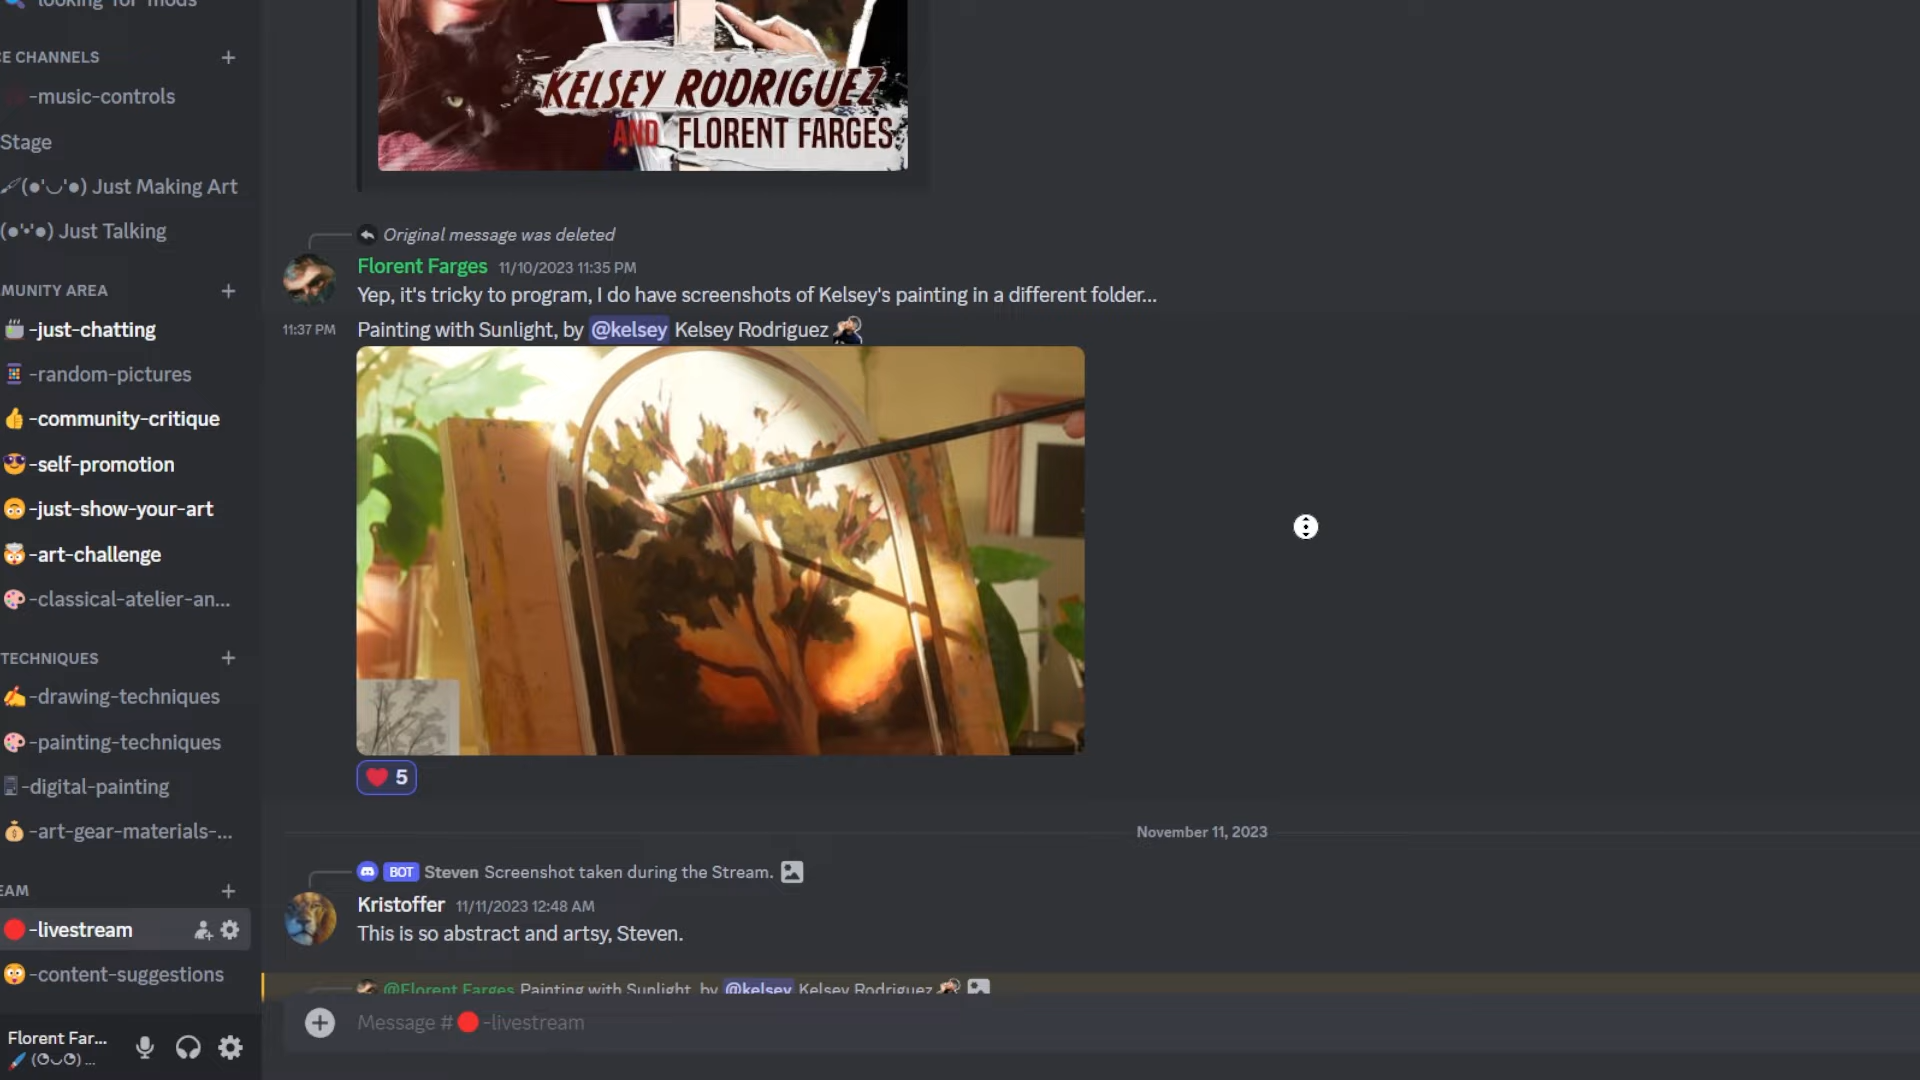 looking-for-mods
CE CHANNELS
-music-controls
Stage
(●'◡'●) Just Making Art
(●'•'●) Just Talking
MUNITY AREA
-just-chatting
-random-pictures
-community-critique
-self-promotion
-just-show-your-art
-art-challenge
-classical-atelier-an...
TECHNIQUES
-drawing-techniques
-painting-techniques
-digital-painting
-art-gear-materials-...
EAM
-livestream
-content-suggestions
Florent Far...
KELSEY RODRIGUEZ
AND FLORENT FARGES
Original message was deleted
Florent Farges 11/10/2023 11:35 PM
Yep, it's tricky to program, I do have screenshots of Kelsey's painting in a different folder...
11:37 PM Painting with Sunlight, by @kelsey Kelsey Rodriguez
5
November 11, 2023
BOT Steven Screenshot taken during the Stream.
Kristoffer 11/11/2023 12:48 AM
This is so abstract and artsy, Steven.
@Florent Farges Painting with Sunlight, by @kelsey Kelsey Rodriguez
Message # -livestream